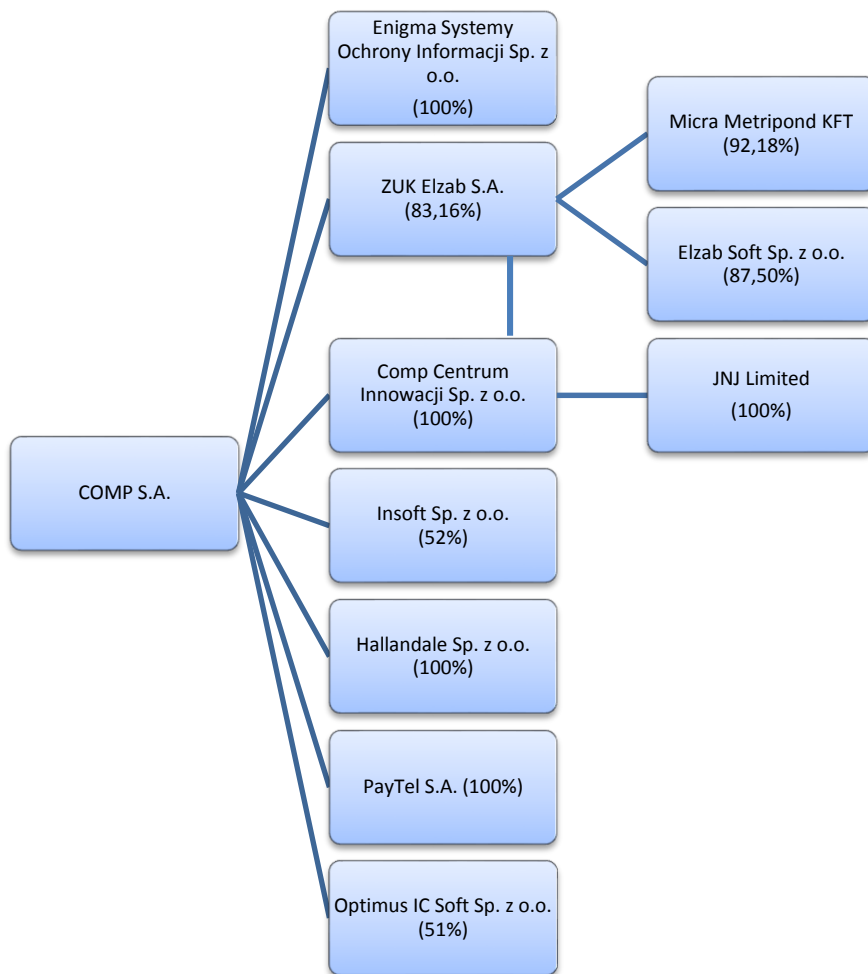 Enigma Systemy
Ochrony Informacji Sp. z
o.o.
(100%)
Micra Metripond KFT
(92,18%)
ZUK Elzab S.A.
(83,16%)
Elzab Soft Sp. z o.o.
(87,50%)
Comp Centrum
Innowacji Sp. z o.o.
(100%)
JNJ Limited
(100%)
COMP S.A.
Insoft Sp. z o.o.
(52%)
Hallandale Sp. z o.o.
(100%)
PayTel S.A. (100%)
Optimus IC Soft Sp. z o.o.
(51%)